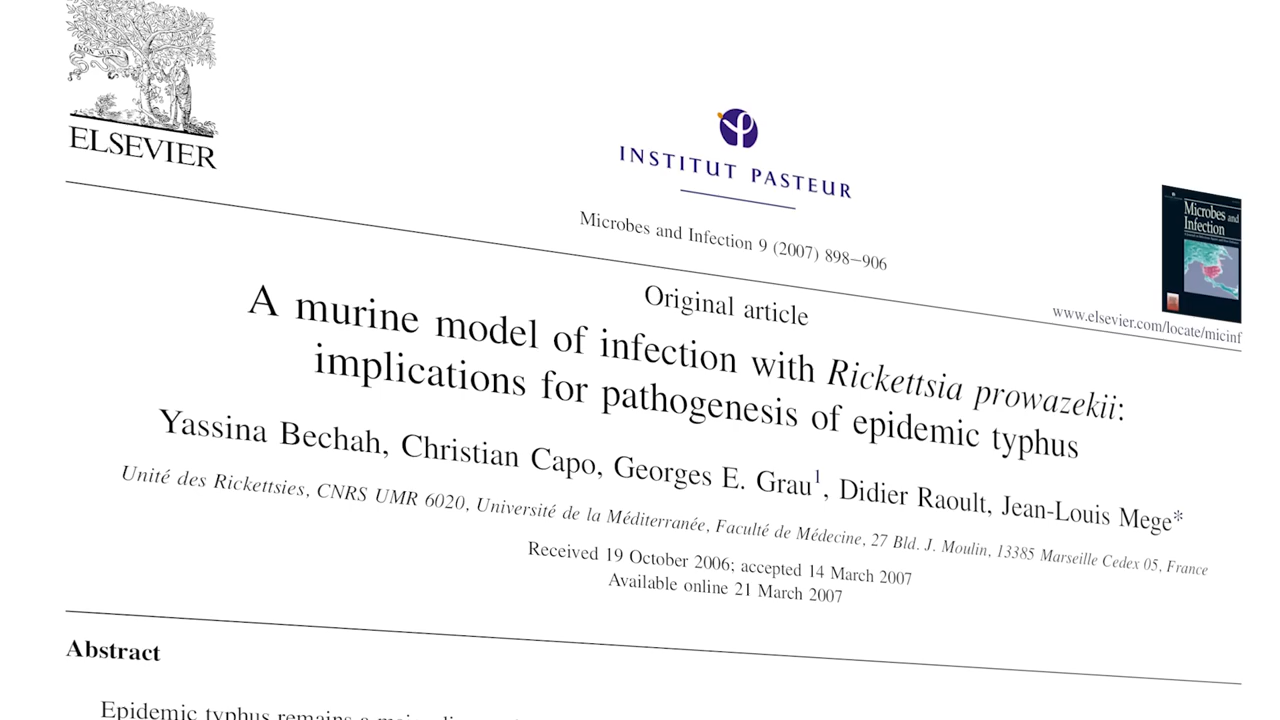 ELSEVIER
INSTITUT PASTEUR
Microbes and Infection 9 (2007) 898–906
Microbes and
Infection
www.elsevier.com/locate/micinf
Original article
A murine model of infection with Rickettsia prowazekii:
implications for pathogenesis of epidemic typhus
Yassina Bechah, Christian Capo, Georges E. Grau¹, Didier Raoult, Jean-Louis Mege*
Unité des Rickettsies, CNRS UMR 6020, Université de la Méditerranée, Faculté de Médecine, 27 Bld. J. Moulin, 13385 Marseille Cedex 05, France
Received 19 October 2006; accepted 14 March 2007
Available online 21 March 2007
Abstract
Epidemic typhus remains a